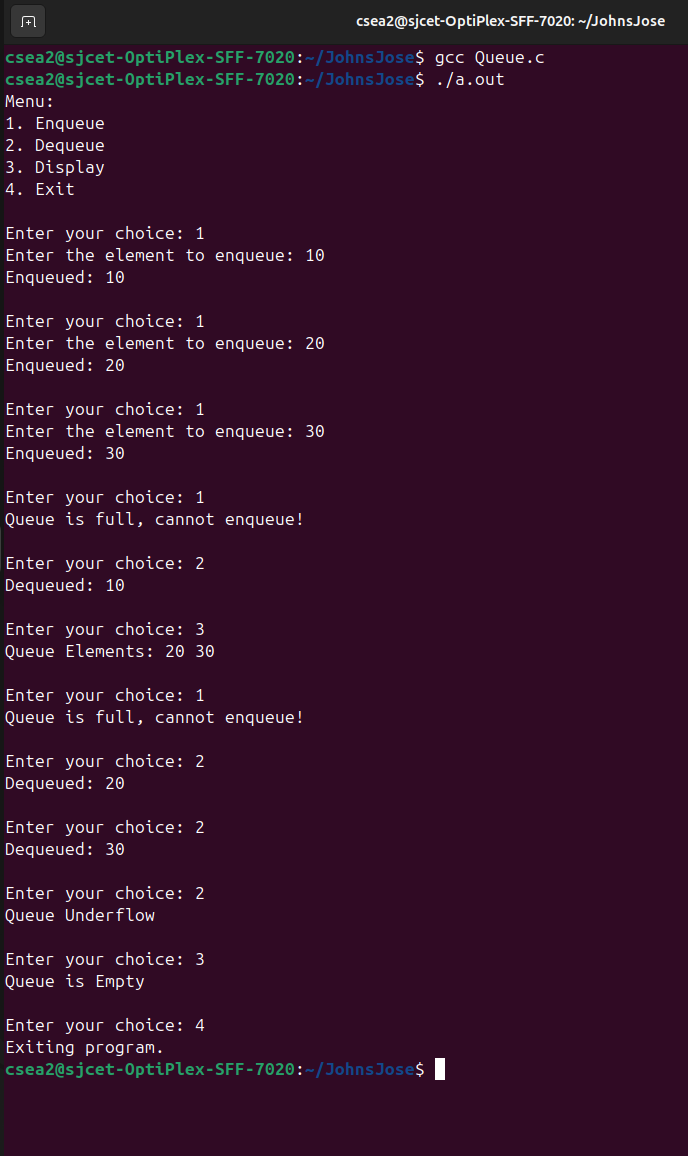 csea2@sjcet-OptiPlex-SFF-7020: ~/JohnsJose
csea2@sjcet-OptiPlex-SFF-7020:~/JohnsJose$ gcc Queue.c
csea2@sjcet-OptiPlex-SFF-7020:~/JohnsJose$ ./a.out
Menu:
1. Enqueue
2. Dequeue
3. Display
4. Exit

Enter your choice: 1
Enter the element to enqueue: 10
Enqueued: 10

Enter your choice: 1
Enter the element to enqueue: 20
Enqueued: 20

Enter your choice: 1
Enter the element to enqueue: 30
Enqueued: 30

Enter your choice: 1
Queue is full, cannot enqueue!

Enter your choice: 2
Dequeued: 10

Enter your choice: 3
Queue Elements: 20 30

Enter your choice: 1
Queue is full, cannot enqueue!

Enter your choice: 2
Dequeued: 20

Enter your choice: 2
Dequeued: 30

Enter your choice: 2
Queue Underflow

Enter your choice: 3
Queue is Empty

Enter your choice: 4
Exiting program.
csea2@sjcet-OptiPlex-SFF-7020:~/JohnsJose$